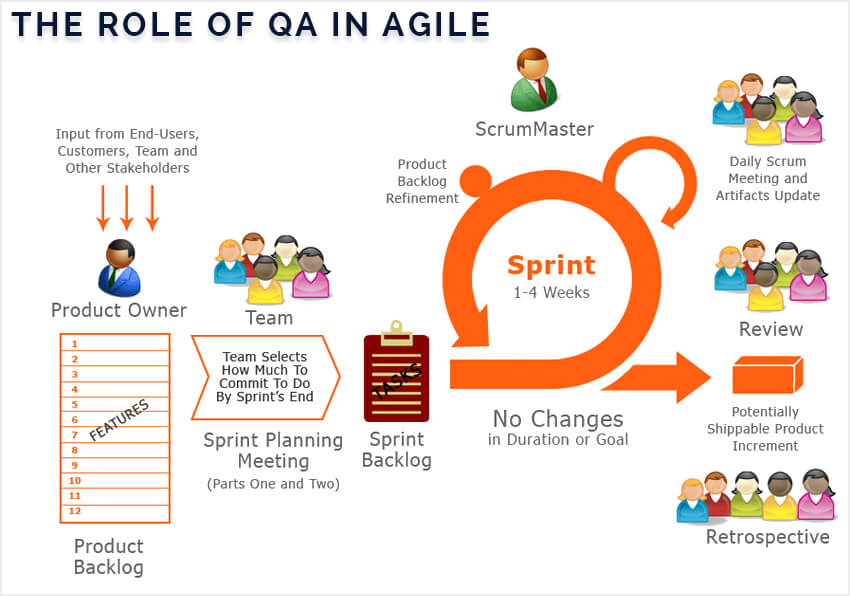 THE ROLE OF QA IN AGILE
Input from End-Users,
Customers, Team and
Other Stakeholders
Product Owner
1
2
3
4
5
6
7
8
9
10
11
12
FEATURES
Product
Backlog
Team
Team Selects
How Much To
Commit To Do
By Sprint's End
Sprint Planning
Meeting
(Parts One and Two)
TASKS
Sprint
Backlog
ScrumMaster
Product
Backlog
Refinement
Sprint
1-4 Weeks
No Changes
in Duration or Goal
Daily Scrum
Meeting and
Artifacts Update
Review
Potentially
Shippable Product
Increment
Retrospective